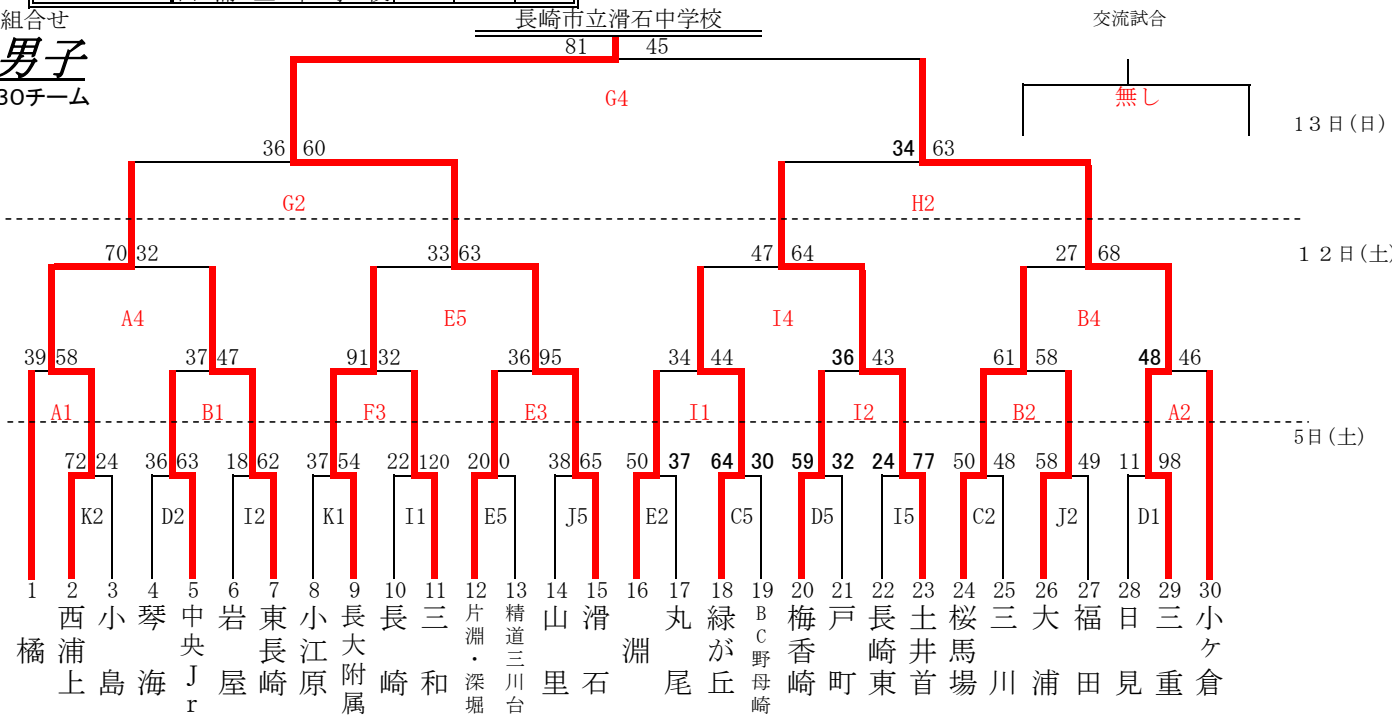 組合せ
長崎市立滑石中学校
交流試合
男子
81 45
30チーム
G4
無し
13日(日)
36 60
34 63
G2
H2
70 32
33 63
47 64
27 68
12日(土)
A4
E5
I4
B4
39 58
37 47
91 32
36 95
34 44
36 43
61 58
48 46
A1
B1
F3
E3
I1
I2
B2
A2
5日(土)
72 24
36 63
18 62
37 54
22 120
20 0
38 65
50 37
64 30
59 32
24 77
50 48
58 49
11 98
K2
D2
I2
K1
I1
E5
J5
E2
C5
D5
I5
C2
J2
D1
1 2 3 4 5 6 7 8 9 10 11 12 13 14 15 16 17 18 19 20 21 22 23 24 25 26 27 28 29 30
橘
西浦上
小島
琴海
中央Jr
岩屋
東長崎
小江原
長大附属
長崎
三和
片淵・深堀
精道三川台
山里
滑石
淵
丸尾
緑が丘
BC野母崎
梅香崎
戸町
長崎東
土井首
桜馬場
三川
大浦
福田
日見
三重
小ケ倉